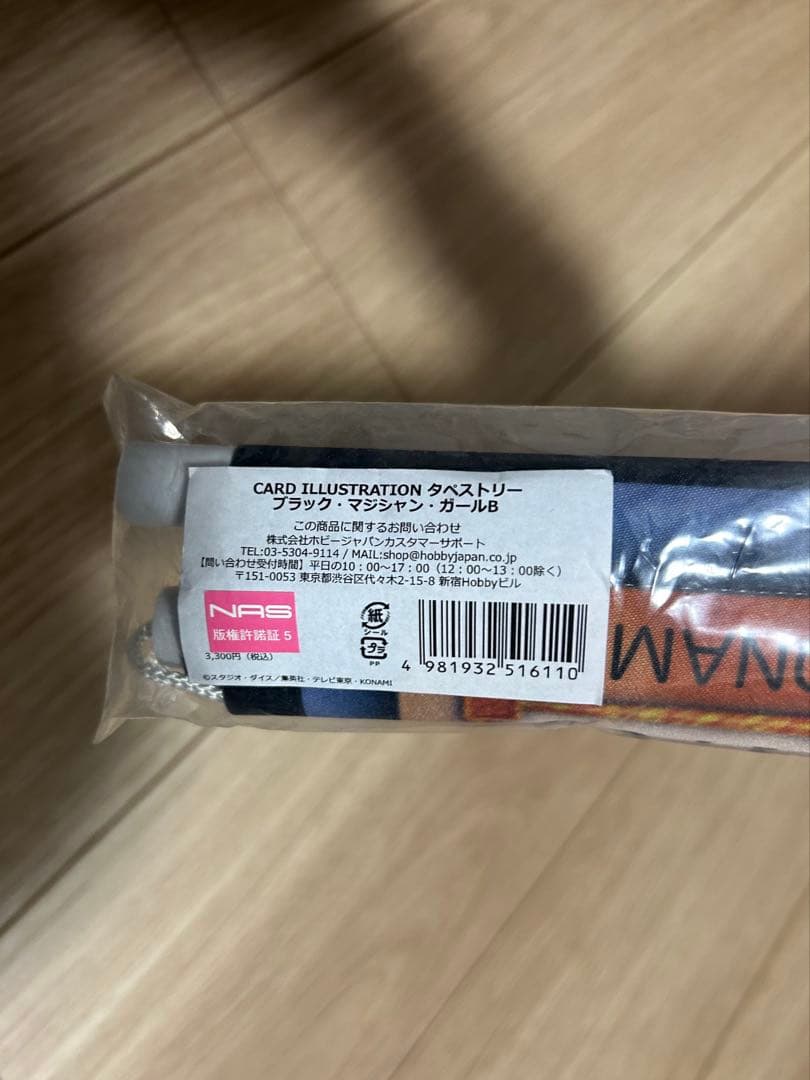 CARD ILLUSTRATION タペストリー
ブラック・マジシャン・ガールB
この商品に関するお問い合わせ
株式会社ホビージャパンカスタマーサポート
TEL:03-5304-9114 / MAIL:shop@hobbyjapan.co.jp
【問い合わせ受付時間】平日の10：00～17：00（12：00～13：00除く）
〒151-0053 東京都渋谷区代々木2-15-8 新宿Hobbyビル
NAS
版権許諾証 5
3,300円（税込）
紙
シール
プラ
PP
4 981932 516110
©スタジオ・ダイス／集英社・テレビ東京・KONAMI
ONAM